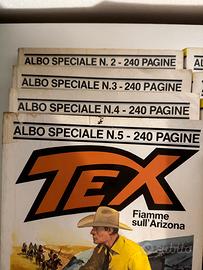 ALBO SPECIALE N. 2 - 240 PAGINE
ALBO SPECIALE N.3 - 240 PAGINE
ALBO SPECIALE N.4 - 240 PAGINE
ALBO SPECIALE N.5 - 240 PAGINE
TEX
Fiamme
sull'Arizona